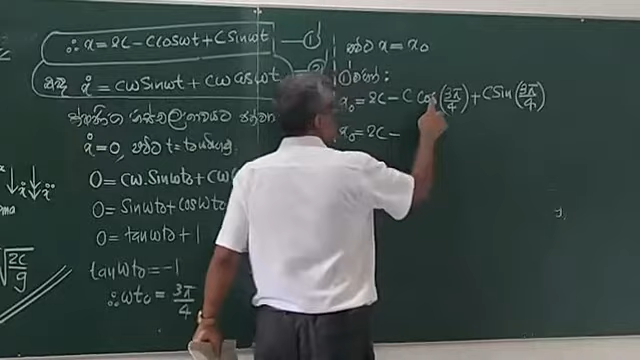 ∴ x = 2C - C cos ωt + C sin ωt — ①
ẋ = Cω sin ωt + Cω cos ωt — ②
ẋ = 0, විට t = t₀
0 = Cω. Sin ωt₀ + Cω
0 = Sin ωt₀ + cos ωt₀
0 = tan ωt₀ + 1
tan ωt₀ = -1
∴ ωt₀ = 3π/4
√(2C/g)
විට x = x₀
① න් :
x₀ = 2C - C cos(3π/4) + C sin(3π/4)
x₀ = 2C -